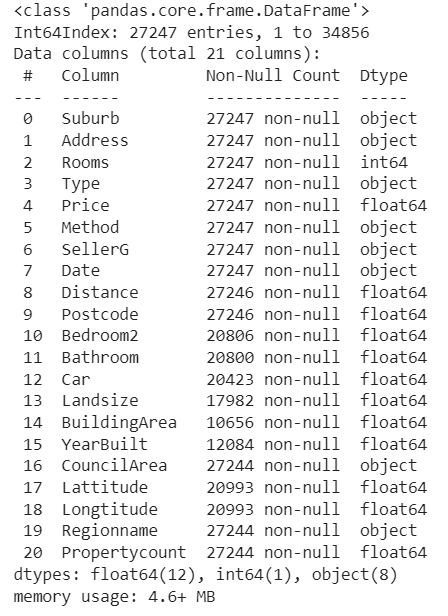 <class 'pandas.core.frame.DataFrame'>
Int64Index: 27247 entries, 1 to 34856
Data columns (total 21 columns):
 #   Column         Non-Null Count  Dtype
---  ------         --------------  -----
 0   Suburb         27247 non-null  object
 1   Address        27247 non-null  object
 2   Rooms          27247 non-null  int64
 3   Type           27247 non-null  object
 4   Price          27247 non-null  float64
 5   Method         27247 non-null  object
 6   SellerG        27247 non-null  object
 7   Date           27247 non-null  object
 8   Distance       27246 non-null  float64
 9   Postcode       27246 non-null  float64
 10  Bedroom2       20806 non-null  float64
 11  Bathroom       20800 non-null  float64
 12  Car            20423 non-null  float64
 13  Landsize       17982 non-null  float64
 14  BuildingArea   10656 non-null  float64
 15  YearBuilt      12084 non-null  float64
 16  CouncilArea    27244 non-null  object
 17  Lattitude      20993 non-null  float64
 18  Longtitude     20993 non-null  float64
 19  Regionname     27244 non-null  object
 20  Propertycount  27244 non-null  float64
dtypes: float64(12), int64(1), object(8)
memory usage: 4.6+ MB